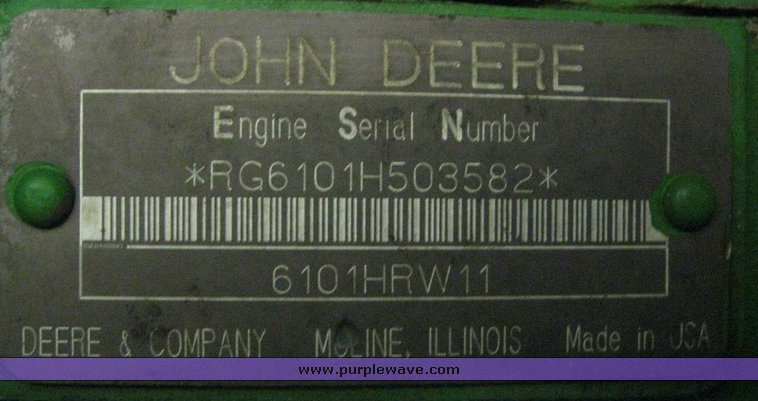 JOHN DEERE
Engine Serial Number
*RG6101H503582*
6101HRW11
DEERE & COMPANY MOLINE, ILLINOIS Made in USA
www.purplewave.com